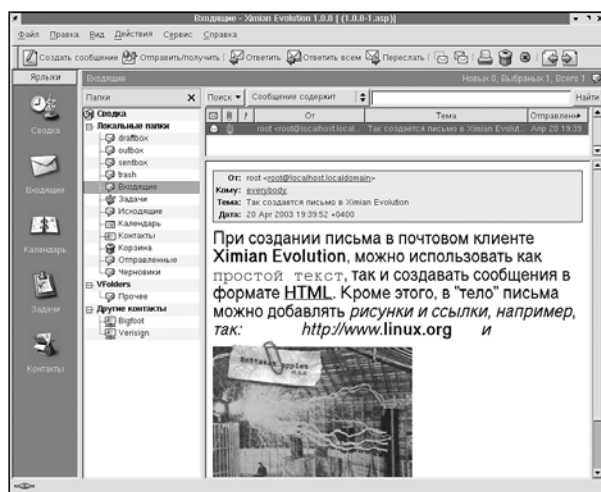 Входящие - Ximian Evolution 1.0.8 [(1.0.8-1.asp)]
Файл Правка Вид Действия Сервис Справка
Создать сообщение Отправить/получить Ответить Ответить всем Переслать
Ярлыки Входящие Новых 0, Выбраных 1, Всего 1
Сводка
Входящие
Календарь
Задачи
Контакты
Папки
Сводка
Локальные папки
draftbox
outbox
sentbox
trash
Входящие
Задачи
Исходящие
Календарь
Контакты
Корзина
Отправленные
Черновики
VFolders
Прочее
Другие контакты
Bigfoot
Verisign
Поиск Сообщение содержит Найти
! От Тема Отправлен
root <root@localhost.local... Так создается письмо в Ximian Evolut... Апр 20 19:39
От: root <root@localhost.localdomain>
Кому: everybody
Тема: Так создается письмо в Ximian Evolution
Дата: 20 Apr 2003 19:39:52 +0400
При создании письма в почтовом клиенте
Ximian Evolution, можно использовать как
простой текст, так и создавать сообщения в
формате HTML. Кроме этого, в "тело" письма
можно добавлять рисунки и ссылки, например,
так: http://www.linux.org и